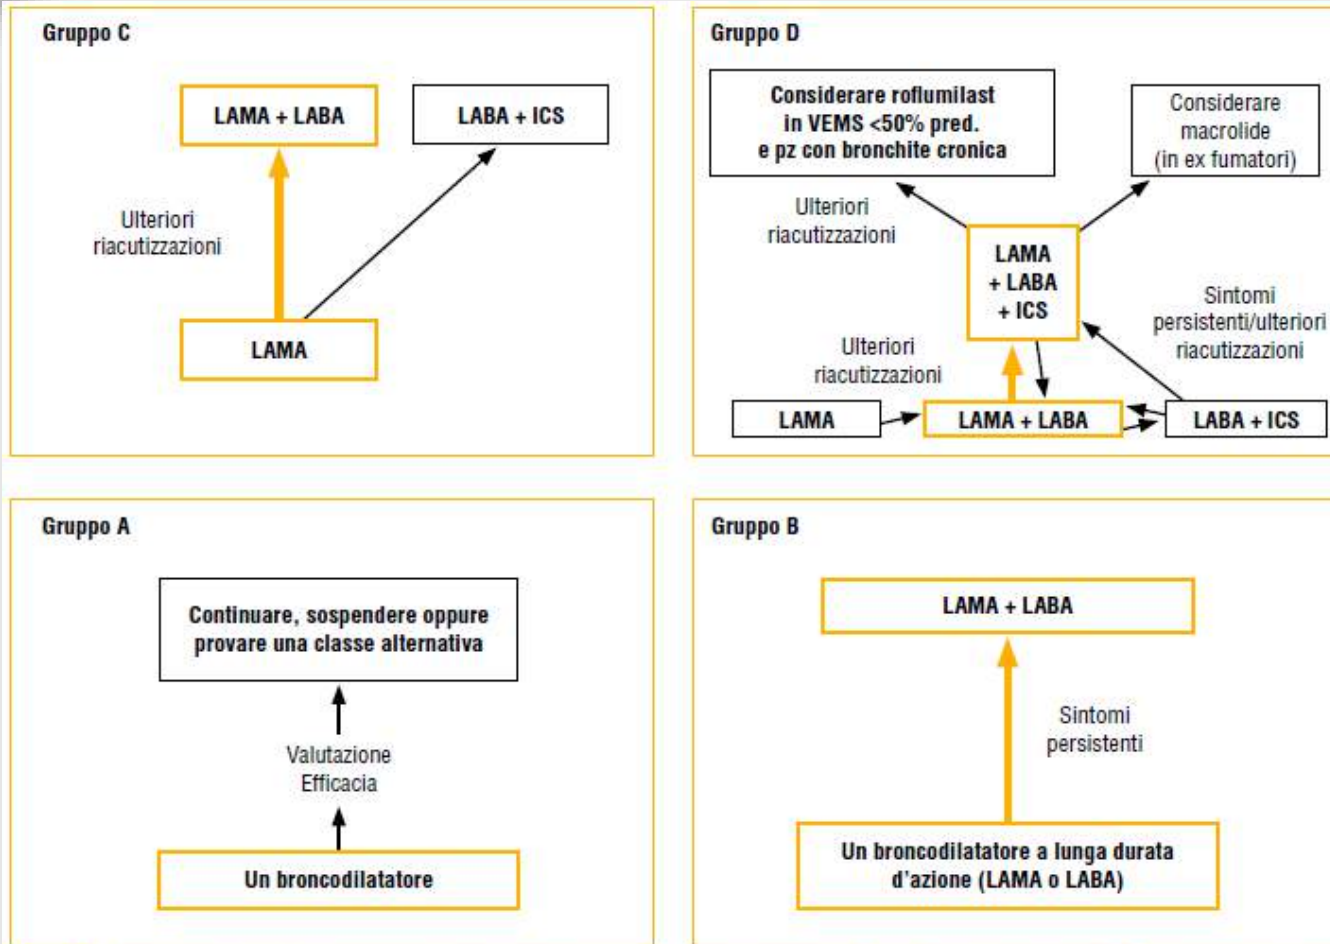 Gruppo C
LAMA + LABA
LABA + ICS
Ulteriori
riacutizzazioni
LAMA
Gruppo D
Considerare roflumilast
in VEMS <50% pred.
e pz con bronchite cronica
Considerare
macrolide
(in ex fumatori)
Ulteriori
riacutizzazioni
LAMA
+ LABA
+ ICS
Sintomi
persistenti/ulteriori
riacutizzazioni
Ulteriori
riacutizzazioni
LAMA
LAMA + LABA
LABA + ICS
Gruppo A
Continuare, sospendere oppure
provare una classe alternativa
Valutazione
Efficacia
Un broncodilatatore
Gruppo B
LAMA + LABA
Sintomi
persistenti
Un broncodilatatore a lunga durata
d'azione (LAMA o LABA)